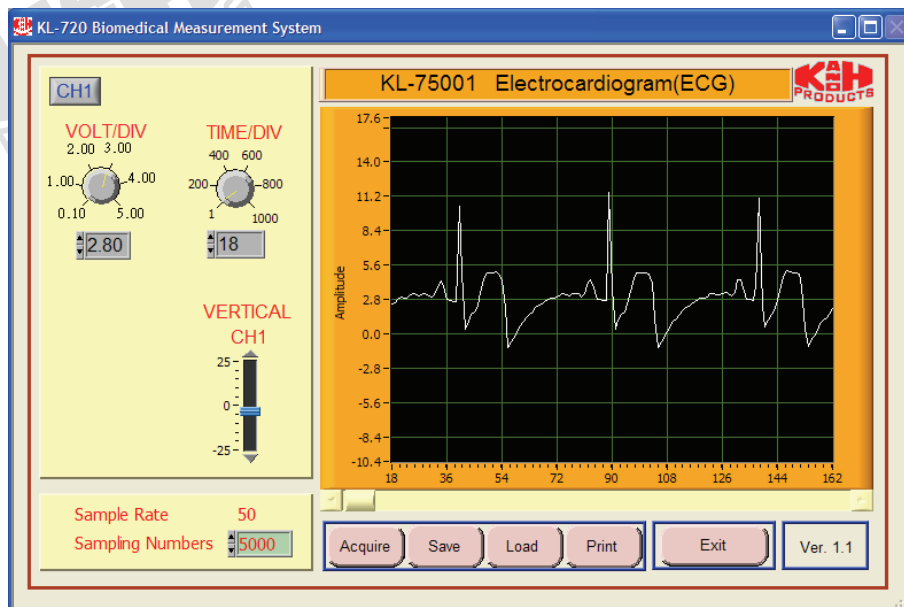 KL-720 Biomedical Measurement System
CH1
VOLT/DIV
2.00 3.00
1.00 4.00
0.10 5.00
2.80
TIME/DIV
400 600
200 800
1 1000
18
VERTICAL
CH1
25
0
-25
Sample Rate 50
Sampling Numbers 5000
KL-75001 Electrocardiogram(ECG)
K AND H
PRODUCTS
17.6
14.0
11.2
8.4
5.6
2.8
0.0
-2.8
-5.6
-8.4
-10.4
Amplitude
18 36 54 72 90 108 126 144 162
Acquire Save Load Print Exit Ver. 1.1